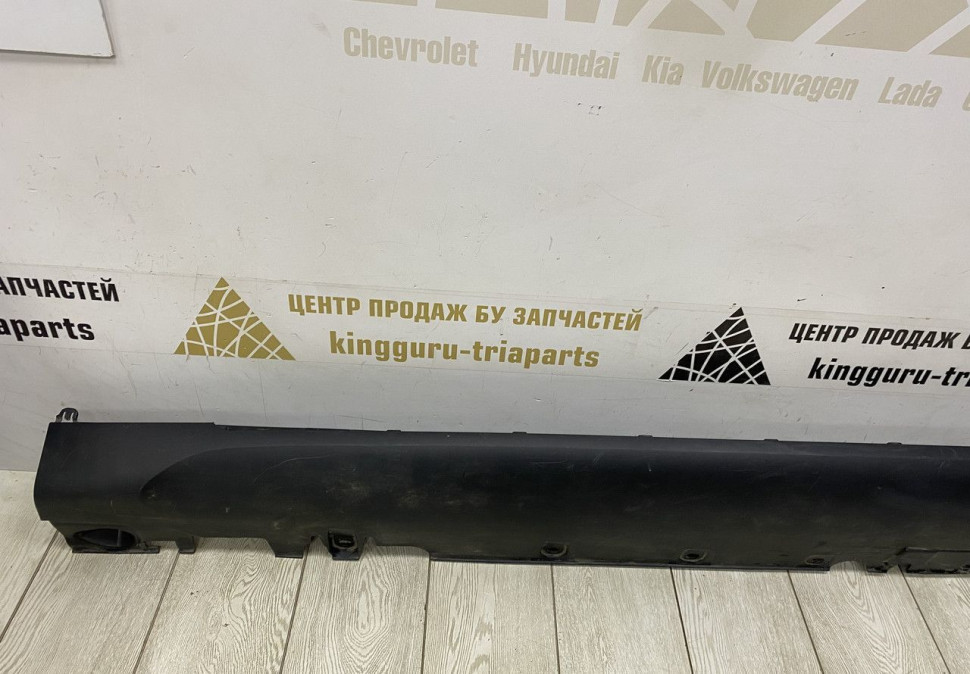 Chevrolet Hyundai Kia Volkswagen Lada
АПЧАСТЕЙ
aparts
ЦЕНТР ПРОДАЖ БУ ЗАПЧАСТЕЙ
kingguru-triaparts
ЦЕНТР ПРОДАЖ
kingguru-tri